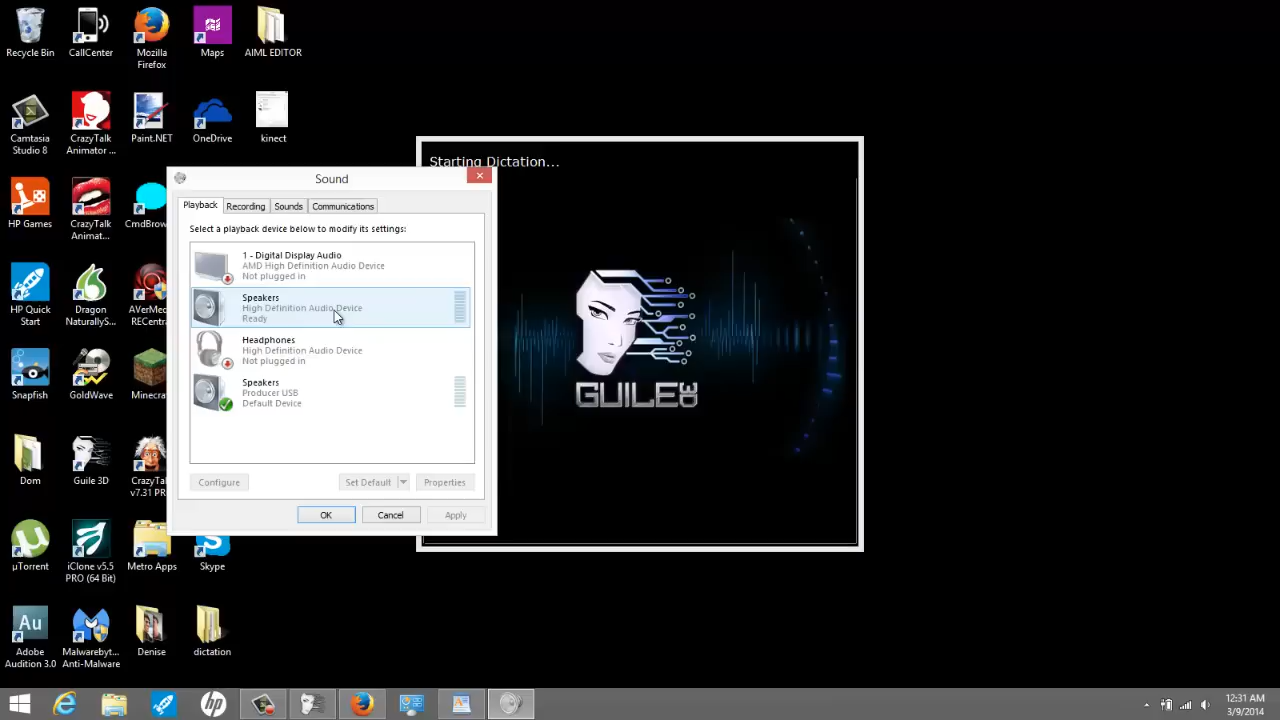 Recycle Bin
CallCenter
Mozilla
Firefox
Maps
AIML EDITOR
Camtasia
Studio 8
CrazyTalk
Animator ...
Paint.NET
OneDrive
kinect
HP Games
CrazyTalk
Animat...
CmdBrow
HP Quick
Start
Dragon
NaturallyS...
AVerMed
RECentra
Snapfish
GoldWave
Minecra
Dom
Guile 3D
CrazyTal
v7.31 PR
µTorrent
iClone v5.5
PRO (64 Bit)
Metro Apps
Skype
Au
Adobe
Audition 3.0
Malwarebyt...
Anti-Malware
Denise
dictation
Starting Dictation...
GUILE3D
Sound
Playback
Recording
Sounds
Communications
Select a playback device below to modify its settings:
1 - Digital Display Audio
AMD High Definition Audio Device
Not plugged in
Speakers
High Definition Audio Device
Ready
Headphones
High Definition Audio Device
Not plugged in
Speakers
Producer USB
Default Device
Configure
Set Default
Properties
OK
Cancel
Apply
hp
12:31 AM
3/9/2014